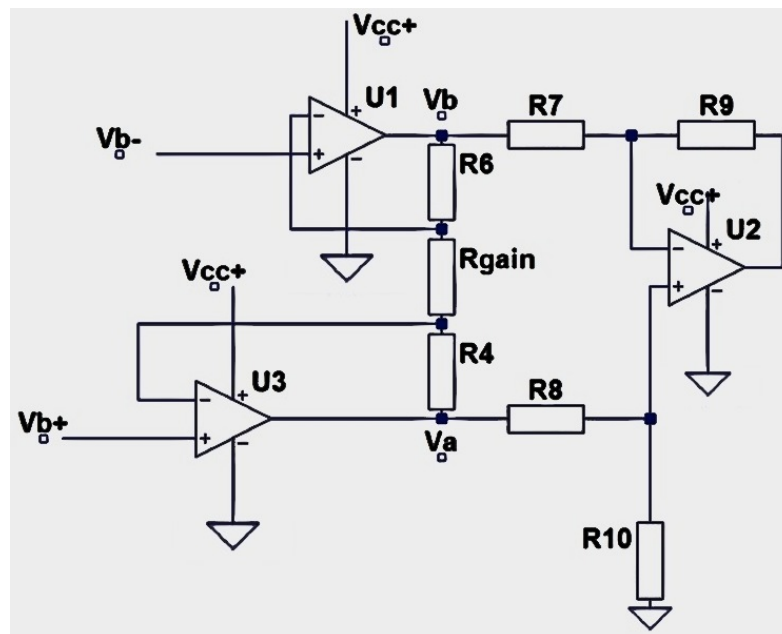 Vcc+
U1
Vb
R7
R9
Vb-
R6
Vcc+
U2
Rgain
Vcc+
U3
R4
R8
Vb+
Va
R10